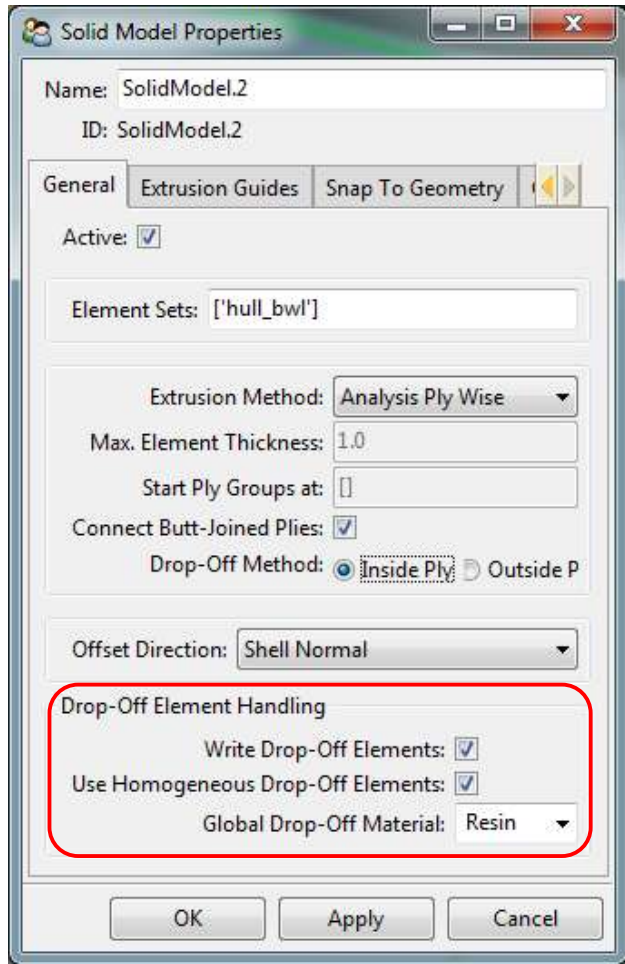 Solid Model Properties
Name: SolidModel.2
ID: SolidModel.2
General Extrusion Guides Snap To Geometry
Active:
Element Sets: ['hull_bwl']
Extrusion Method: Analysis Ply Wise
Max. Element Thickness: 1.0
Start Ply Groups at: []
Connect Butt-Joined Plies:
Drop-Off Method: Inside Ply Outside P
Offset Direction: Shell Normal
Drop-Off Element Handling
Write Drop-Off Elements:
Use Homogeneous Drop-Off Elements:
Global Drop-Off Material: Resin
OK Apply Cancel